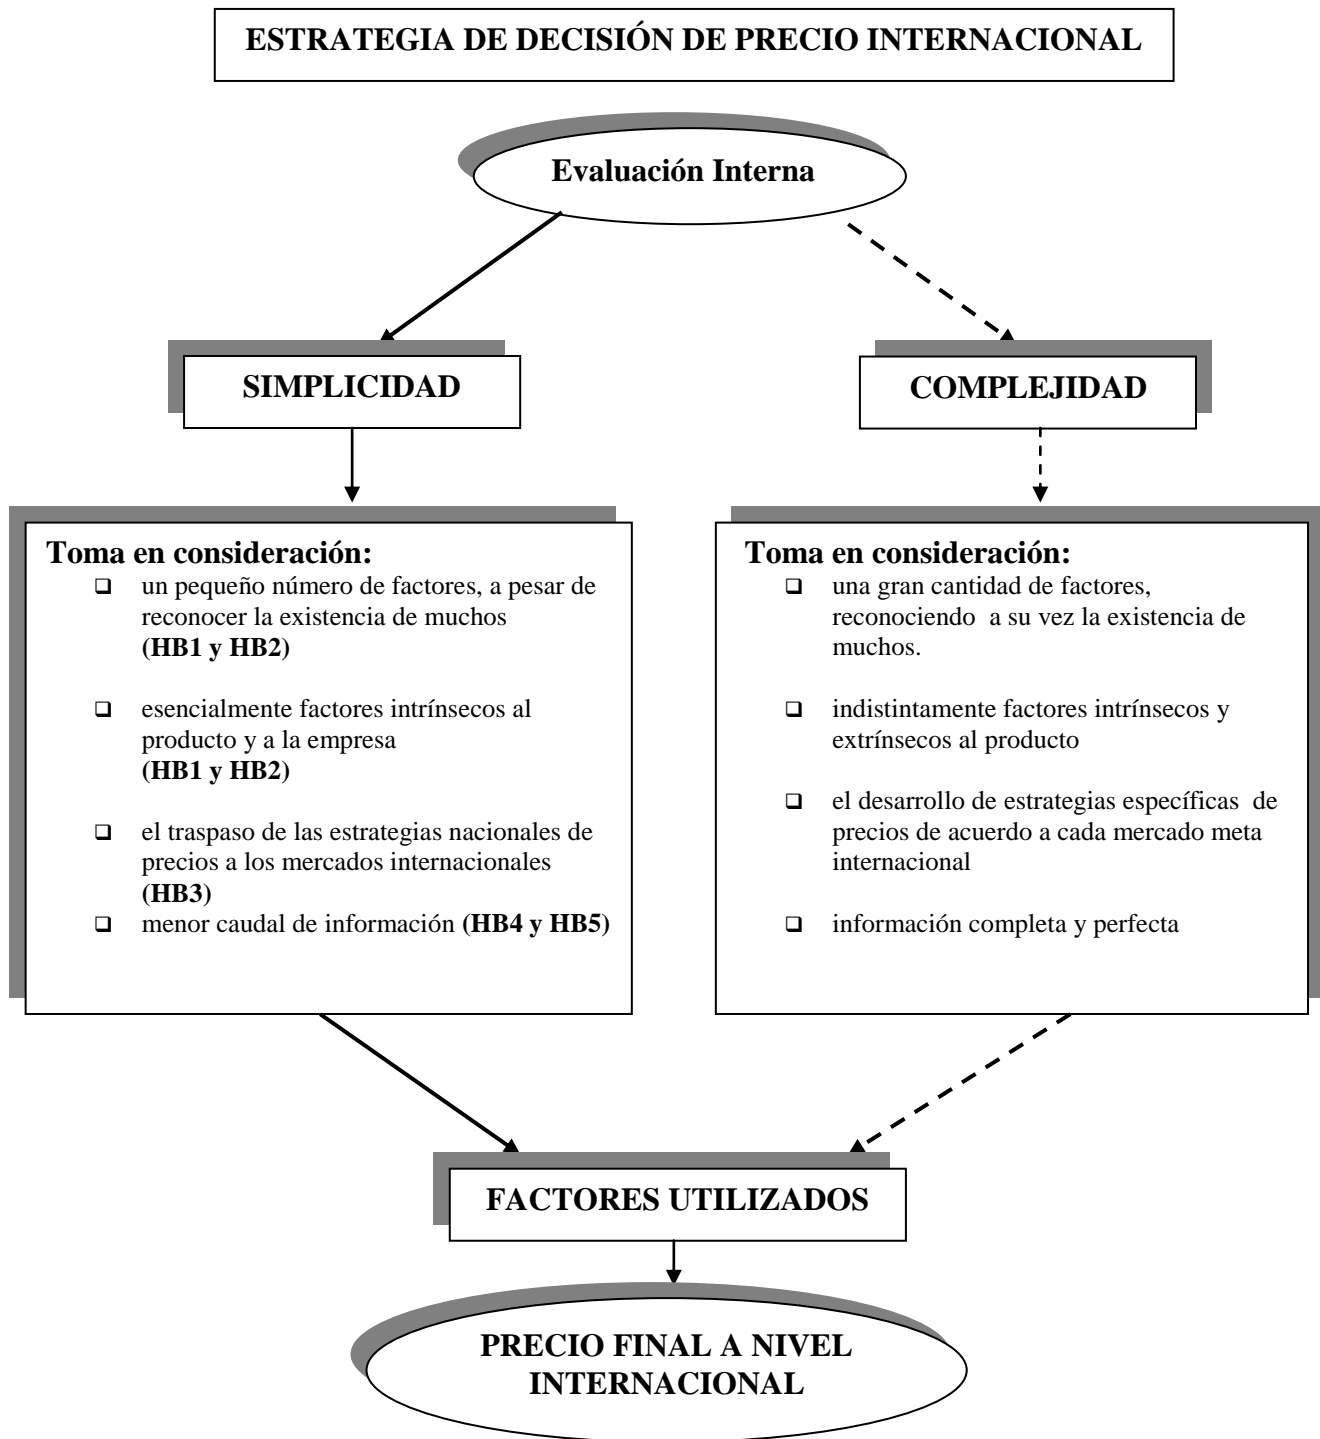 ESTRATEGIA DE DECISIÓN DE PRECIO INTERNACIONAL
Evaluación Interna
SIMPLICIDAD
COMPLEJIDAD
Toma en consideración:
❑ un pequeño número de factores, a pesar de
reconocer la existencia de muchos
(HB1 y HB2)
❑ esencialmente factores intrínsecos al
producto y a la empresa
(HB1 y HB2)
❑ el traspaso de las estrategias nacionales de
precios a los mercados internacionales
(HB3)
❑ menor caudal de información (HB4 y HB5)
Toma en consideración:
❑ una gran cantidad de factores,
reconociendo a su vez la existencia de
muchos.
❑ indistintamente factores intrínsecos y
extrínsecos al producto
❑ el desarrollo de estrategias específicas de
precios de acuerdo a cada mercado meta
internacional
❑ información completa y perfecta
FACTORES UTILIZADOS
PRECIO FINAL A NIVEL
INTERNACIONAL